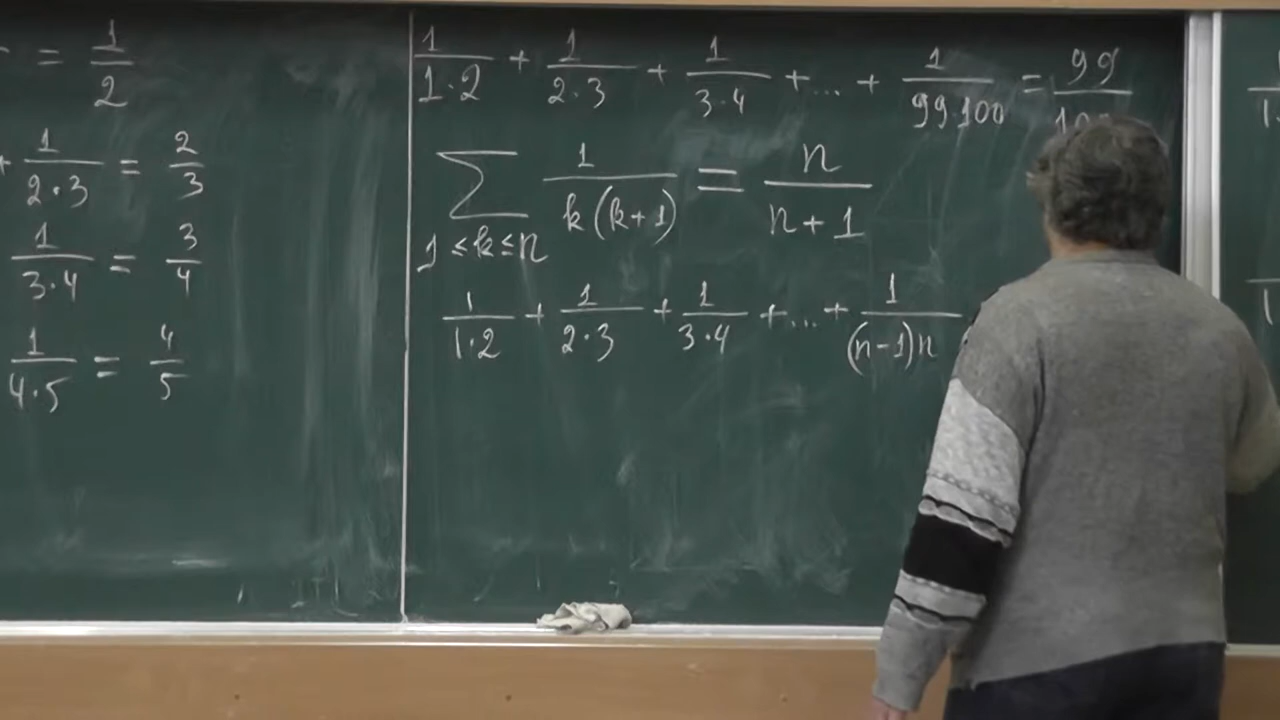 = 1/2
+ 1/(2·3) = 2/3
1/(3·4) = 3/4
1/(4·5) = 4/5
1/(1·2) + 1/(2·3) + 1/(3·4) + ... + 1/(99·100) = 99/10
∑ 1≤k≤n 1/(k(k+1)) = n/(n+1)
1/(1·2) + 1/(2·3) + 1/(3·4) + ... + 1/((n-1)n)